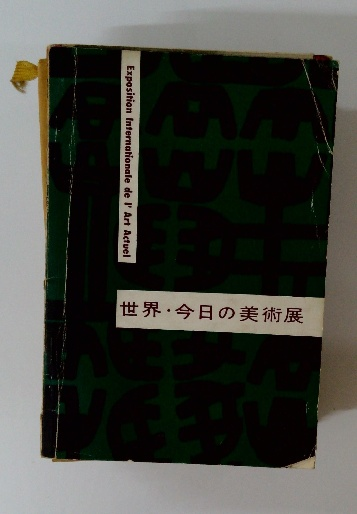 Exposition Internationale de l' Art Actuel
世界・今日の美術展